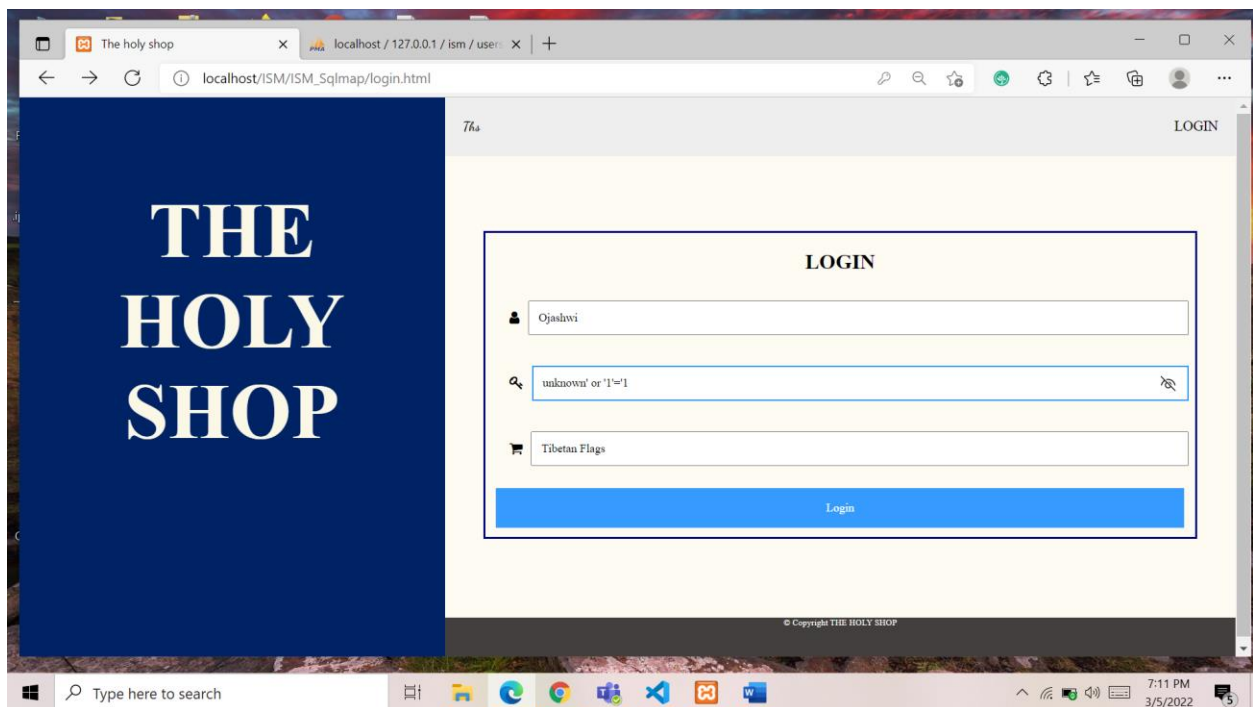 The holy shop
localhost / 127.0.0.1 / ism / users
localhost/ISM/ISM_Sqlmap/login.html
Ths
LOGIN
THE
HOLY
SHOP
LOGIN
Ojashwi
unknown' or '1'='1
Tibetan Flags
Login
© Copyright THE HOLY SHOP
Type here to search
7:11 PM
3/5/2022
5